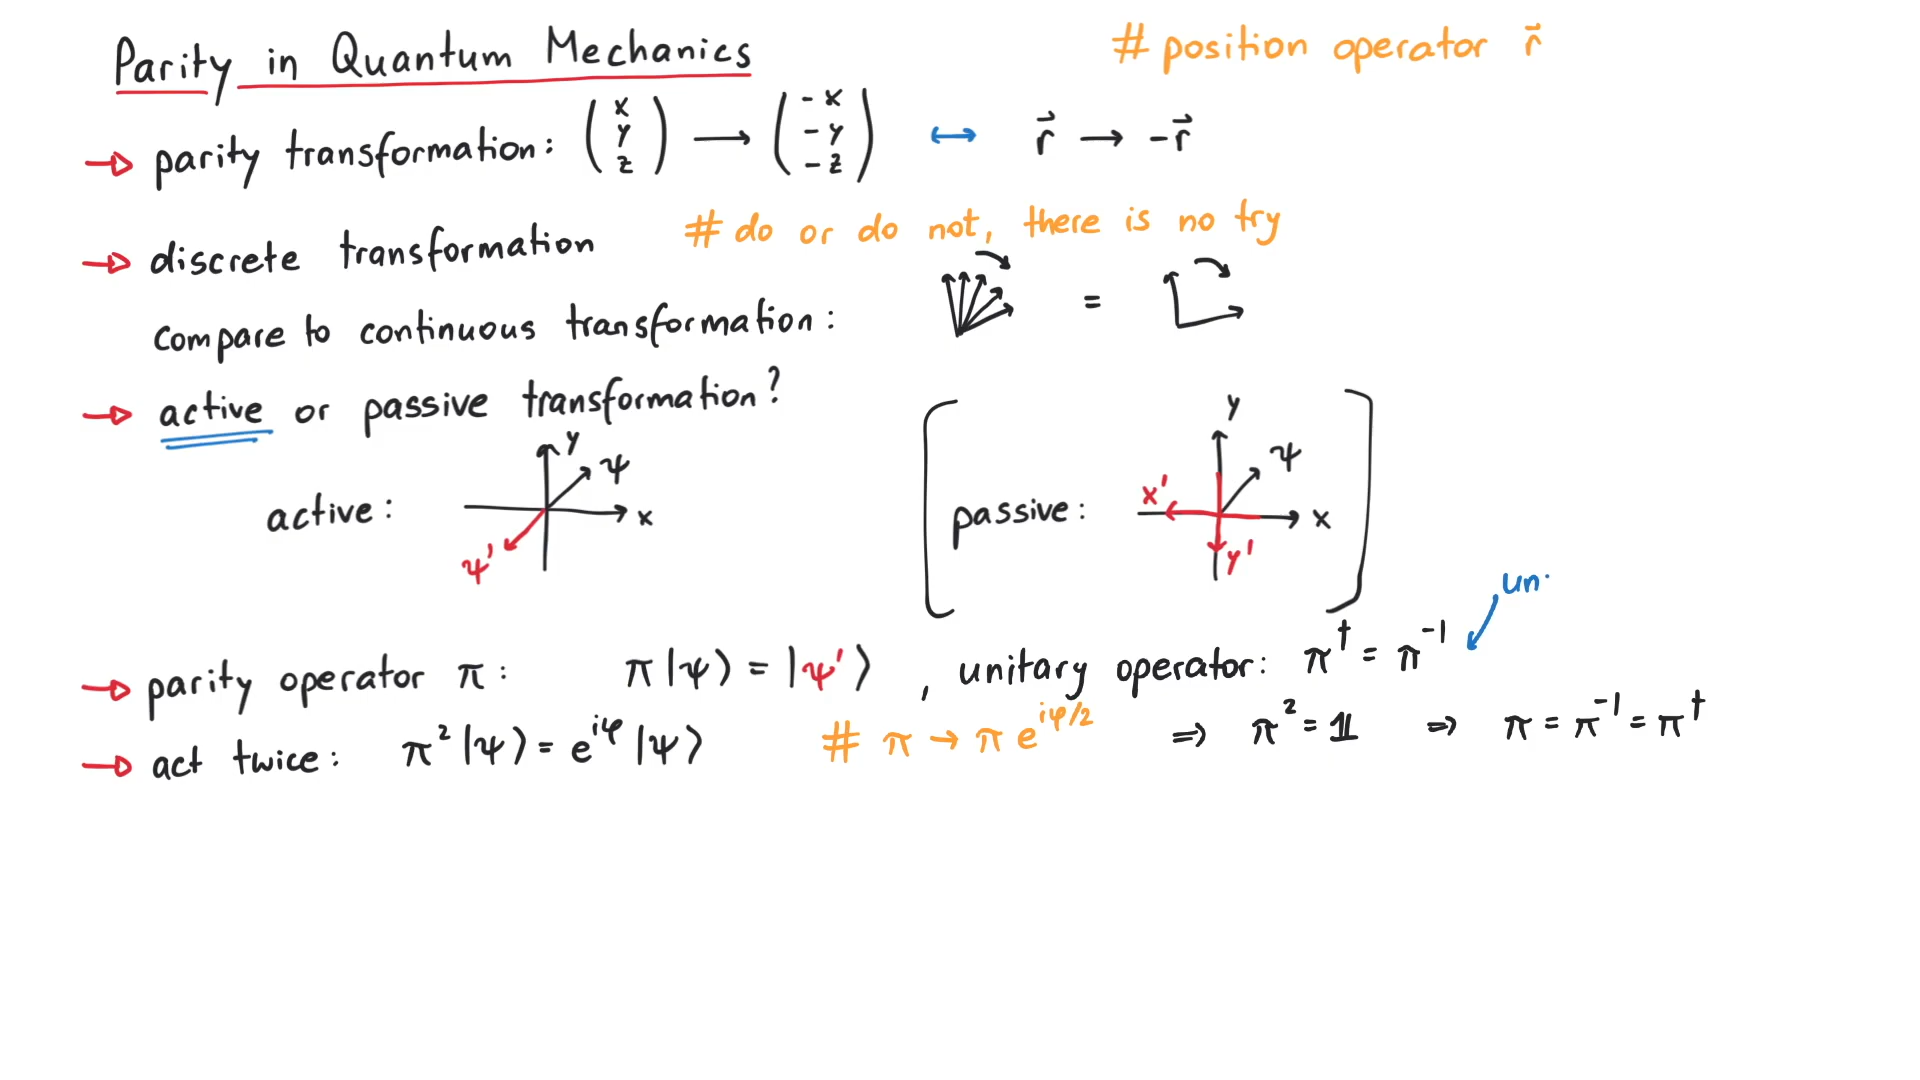 Parity in Quantum Mechanics
# position operator r⃗
→ parity transformation: (x y z) ⟶ (-x -y -z) ↔ r⃗ → -r⃗
→ discrete transformation # do or do not, there is no try
compare to continuous transformation: =
→ active or passive transformation?
active: y ψ x ψ'
passive: y ψ x' x y'
un
→ parity operator π: π|ψ⟩ = |ψ'⟩, unitary operator: π† = π⁻¹
→ act twice: π²|ψ⟩ = e^{iφ}|ψ⟩ # π → π e^{iφ/2} ⇒ π² = 𝟙 ⇒ π = π⁻¹ = π†